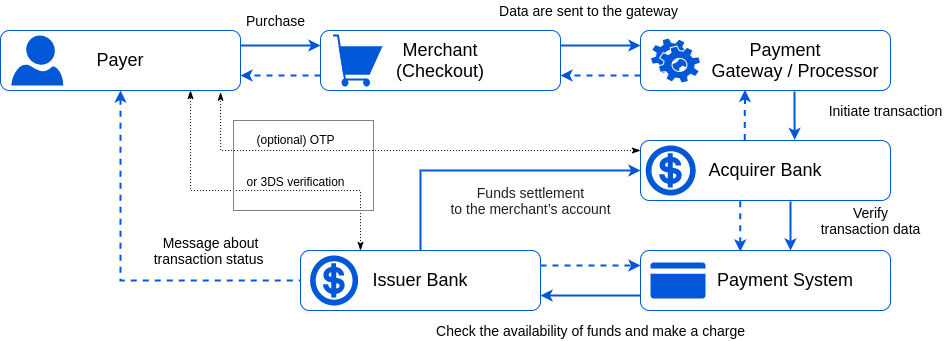 Purchase
Data are sent to the gateway
Payer
Merchant
(Checkout)
Payment
Gateway / Processor
Initiate transaction
(optional) OTP
or 3DS verification
Acquirer Bank
Funds settlement
to the merchant’s account
Verify
transaction data
Message about
transaction status
Issuer Bank
Payment System
Check the availability of funds and make a charge